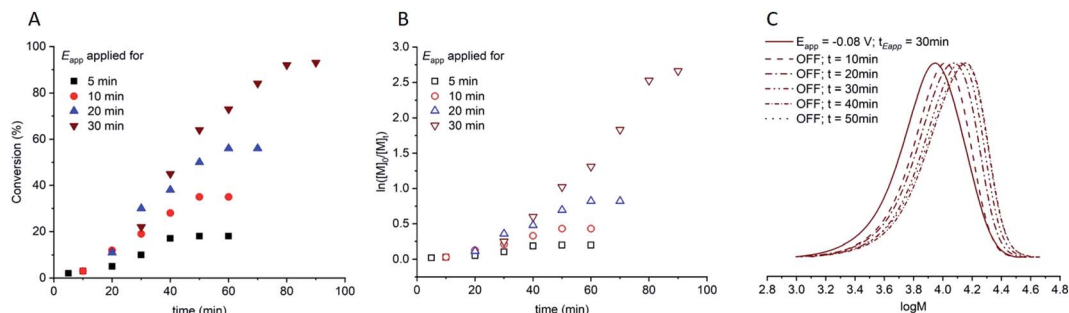 A
B
C
E_app applied for
5 min
10 min
20 min
30 min
Conversion (%)
100
80
60
40
20
0
0 20 40 60 80 100
time (min)
E_app applied for
5 min
10 min
20 min
30 min
ln([M]₀/[M]ₜ)
3.0
2.5
2.0
1.5
1.0
0.5
0.0
0 20 40 60 80 100
time (min)
E_app = -0.08 V; t_Eapp = 30min
OFF; t = 10min
OFF; t = 20min
OFF; t = 30min
OFF; t = 40min
OFF; t = 50min
2.8 3.0 3.2 3.4 3.6 3.8 4.0 4.2 4.4 4.6 4.8
logM